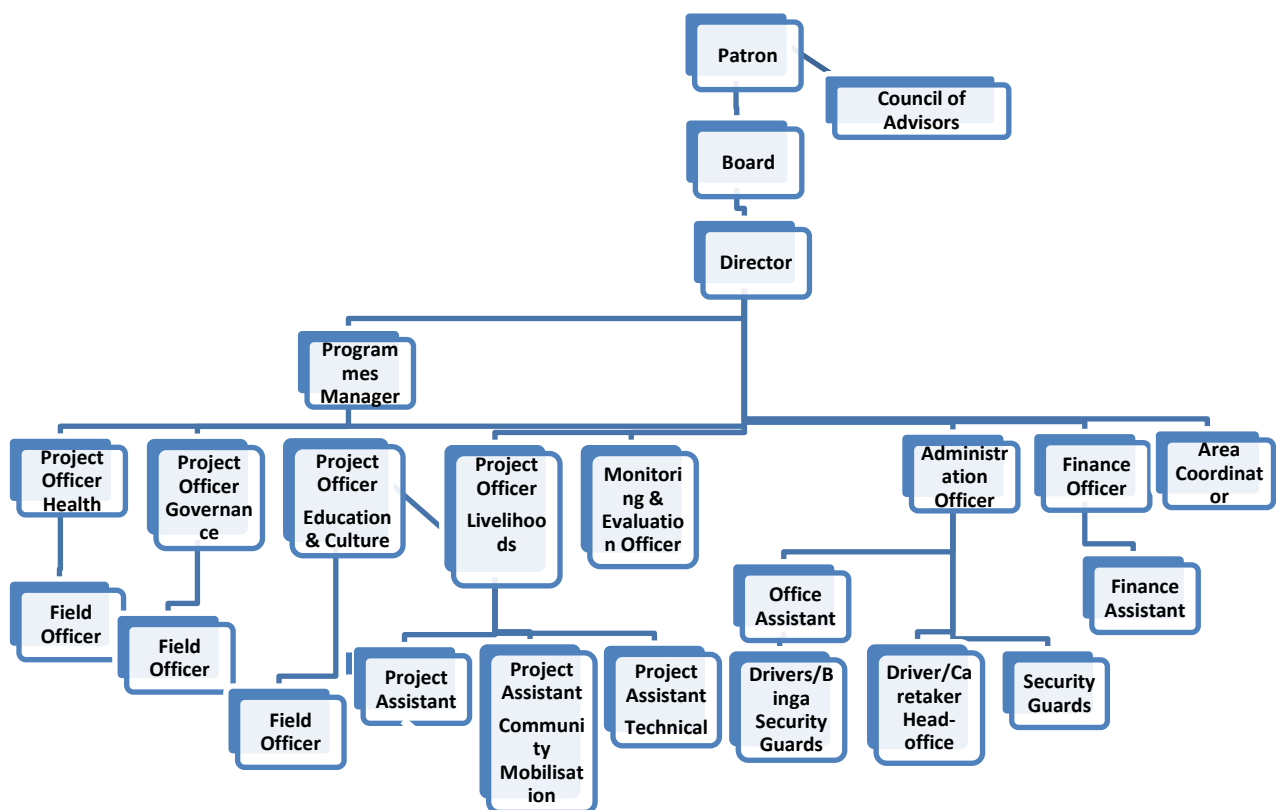 Patron
Council of
Advisors
Board
Director
Programm
mes
Manager
Project
Officer
Health
Project
Officer
Governan
ce
Project
Officer
Education
& Culture
Project
Officer
Livelihoo
ds
Monitori
ng &
Evaluatio
n Officer
Administr
ation
Officer
Finance
Officer
Area
Coordinat
or
Field
Officer
Field
Officer
Field
Officer
Project
Assistant
Project
Assistant
Communi
ty
Mobilisat
ion
Project
Assistant
Technical
Office
Assistant
Drivers/B
inga
Security
Guards
Driver/Ca
retaker
Head-
office
Security
Guards
Finance
Assistant